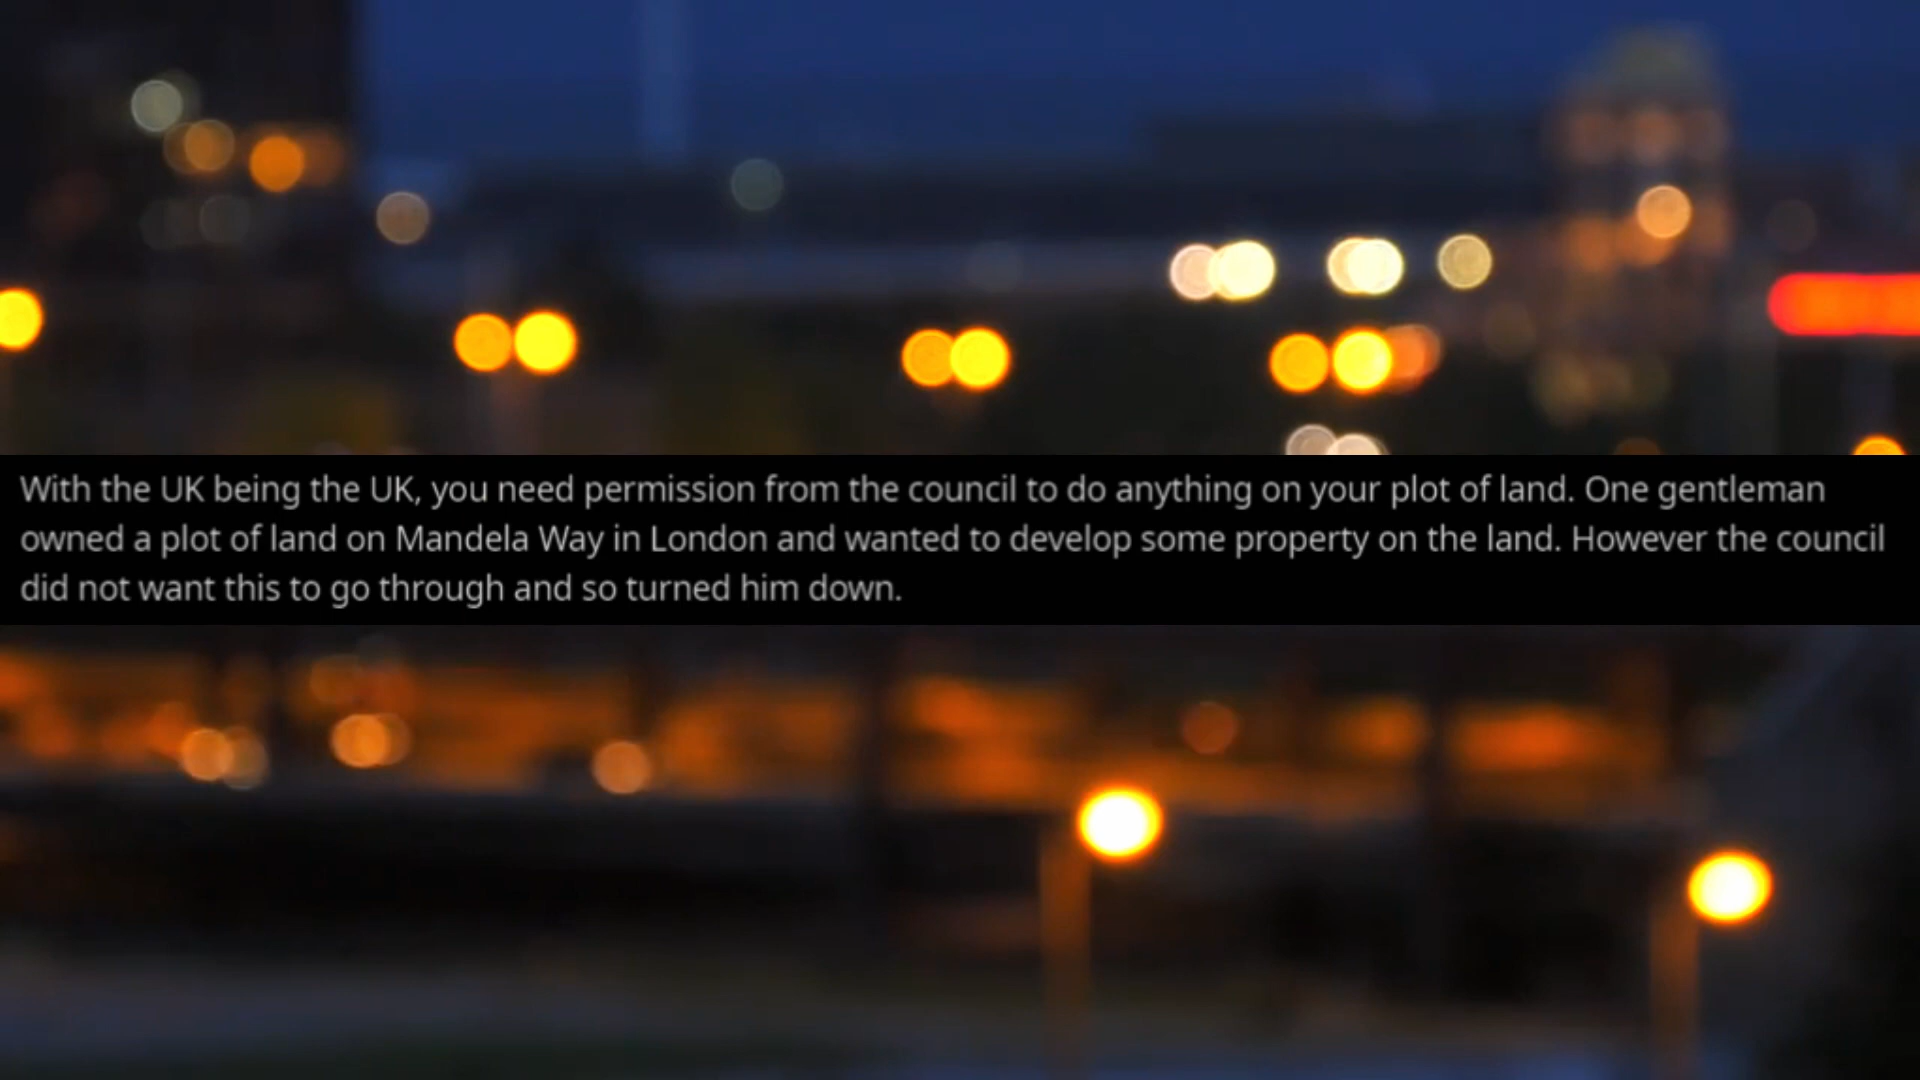 With the UK being the UK, you need permission from the council to do anything on your plot of land. One gentleman
owned a plot of land on Mandela Way in London and wanted to develop some property on the land. However the council
did not want this to go through and so turned him down.